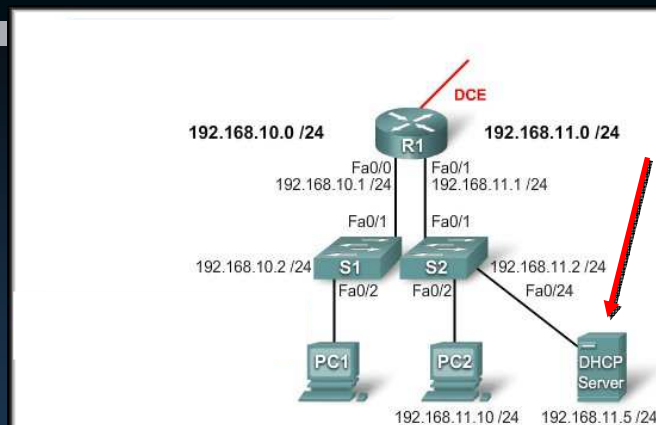 DCE
192.168.10.0 /24
192.168.11.0 /24
R1
Fa0/0
Fa0/1
192.168.10.1 /24
192.168.11.1 /24
Fa0/1
Fa0/1
192.168.10.2 /24
S1
S2
192.168.11.2 /24
Fa0/2
Fa0/2
Fa0/24
PC1
PC2
DHCP
Server
192.168.11.10 /24
192.168.11.5 /24